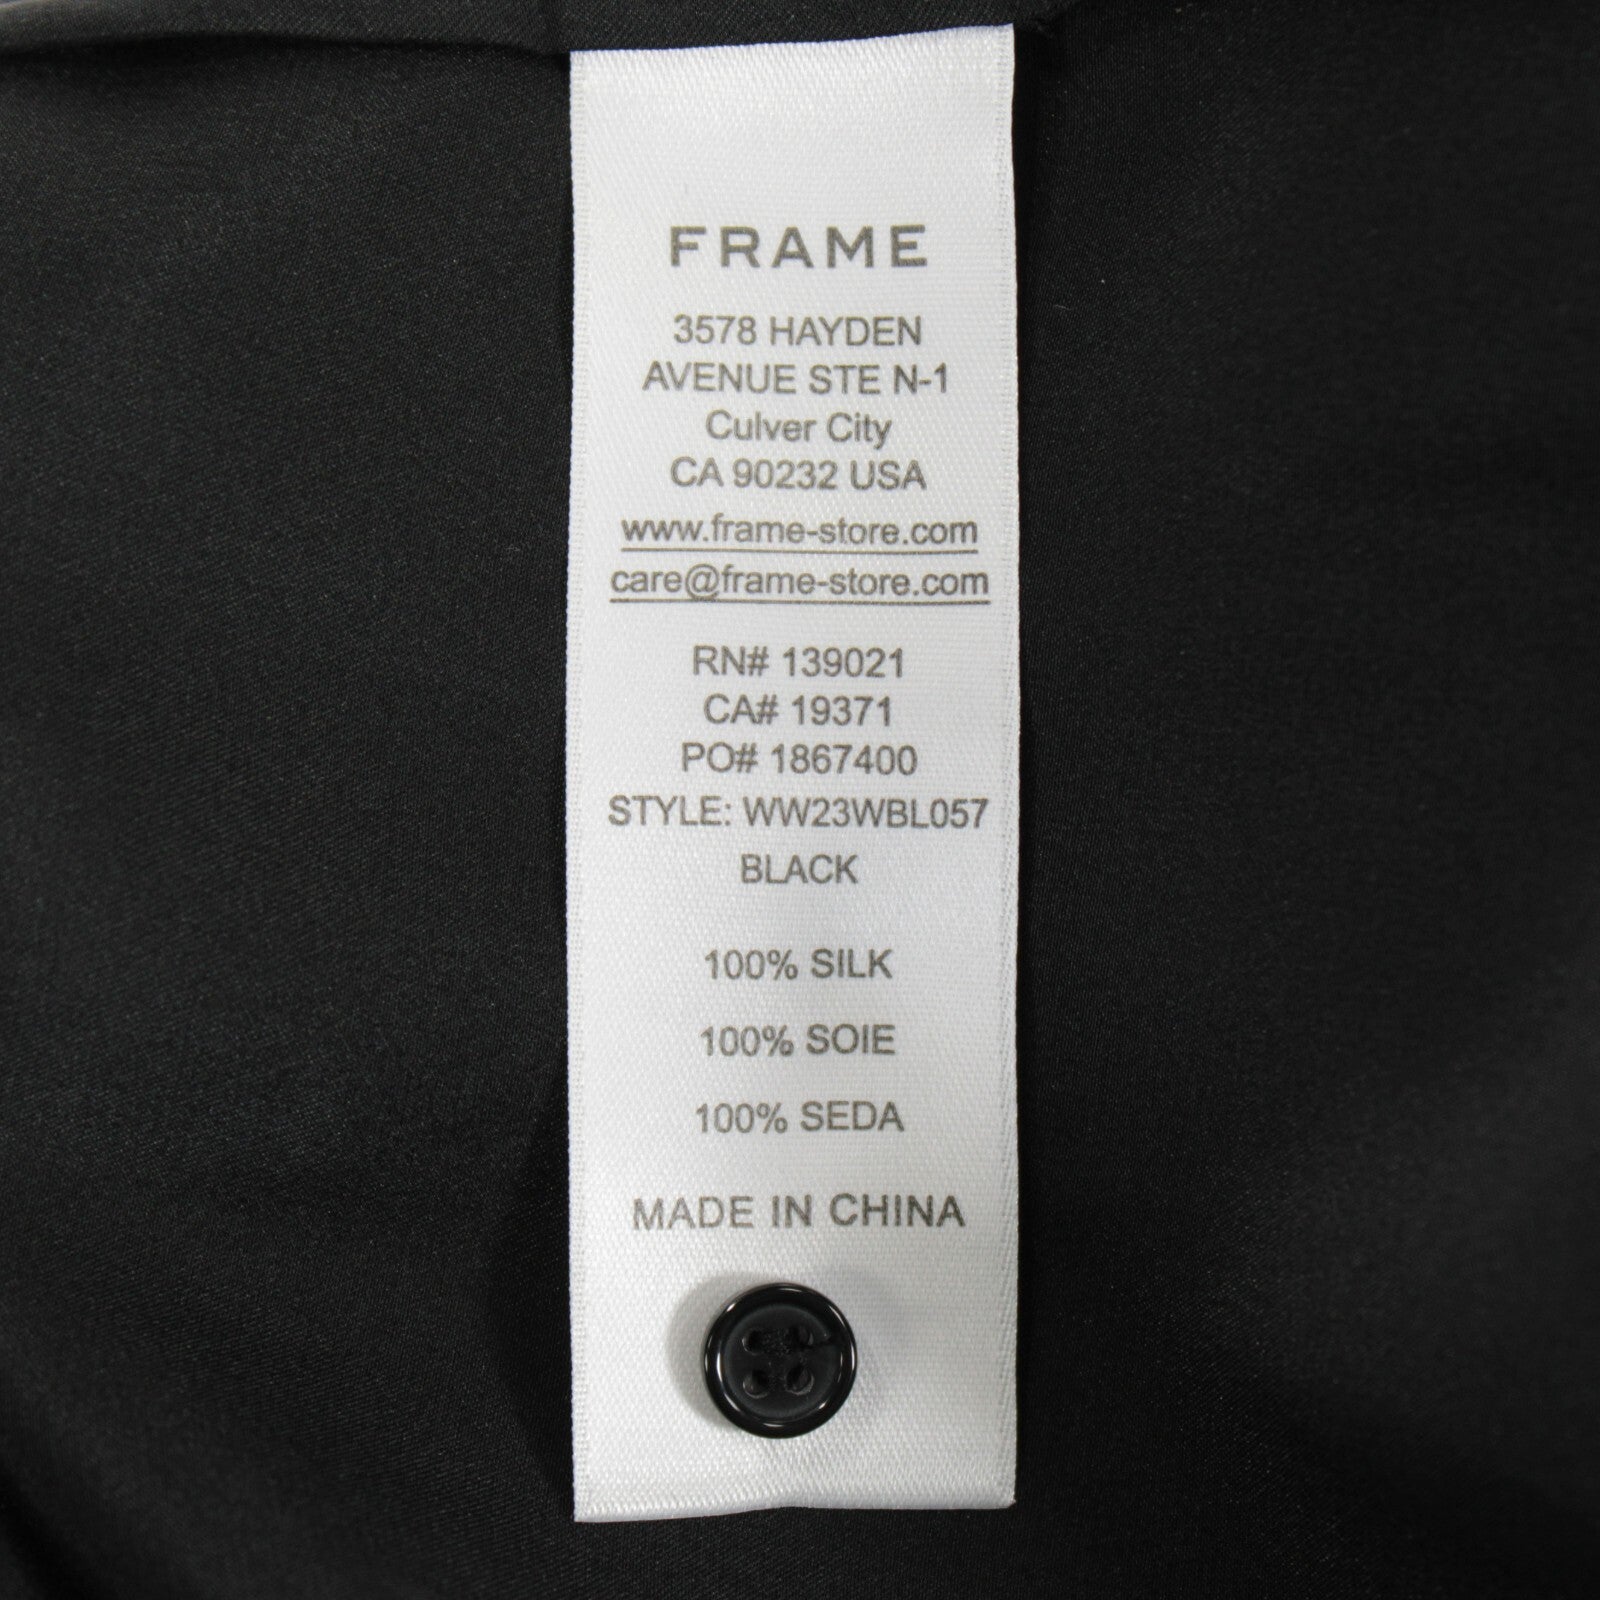 FRAME
3578 HAYDEN
AVENUE STE N-1
Culver City
CA 90232 USA
www.frame-store.com
care@frame-store.com
RN# 139021
CA# 19371
PO# 1867400
STYLE: WW23WBL057
BLACK
100% SILK
100% SOIE
100% SEDA
MADE IN CHINA